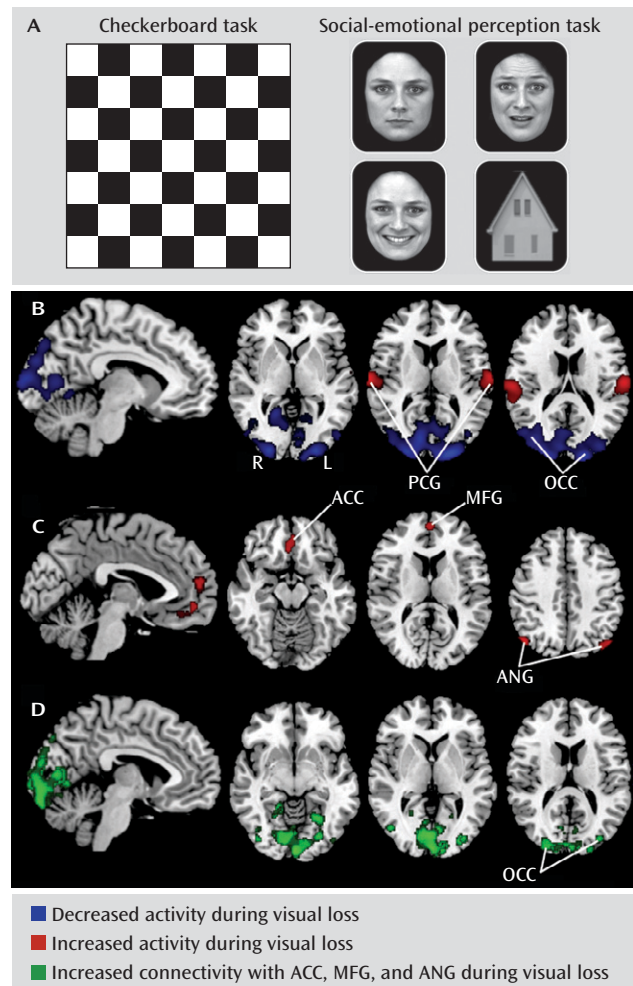 A Checkerboard task Social-emotional perception task
B
R L
PCG OCC
ACC MFG
C
ANG
D
OCC
Decreased activity during visual loss
Increased activity during visual loss
Increased connectivity with ACC, MFG, and ANG during visual loss